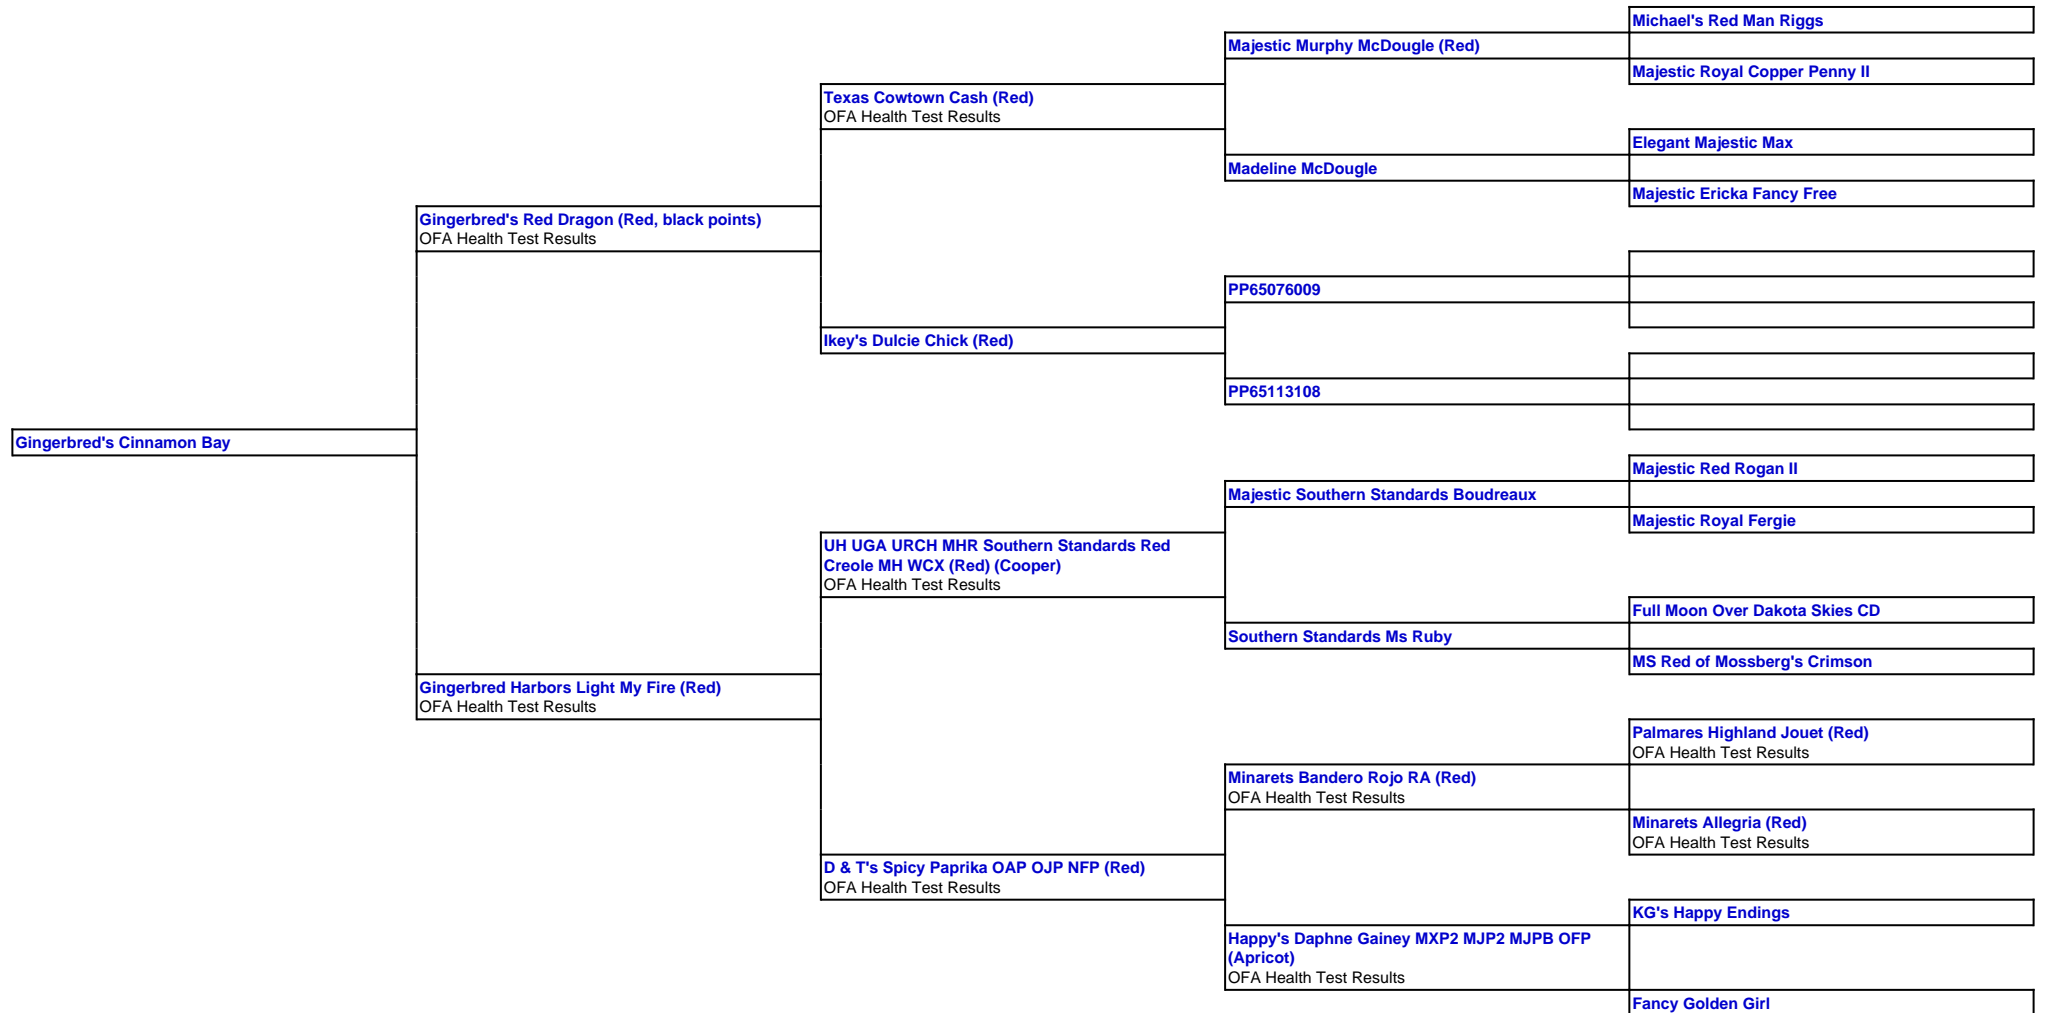 Michael's Red Man Riggs
Majestic Murphy McDougle (Red)
Majestic Royal Copper Penny II
Texas Cowtown Cash (Red)
OFA Health Test Results
Elegant Majestic Max
Madeline McDougle
Majestic Ericka Fancy Free
Gingerbred's Red Dragon (Red, black points)
OFA Health Test Results
PP65076009
Ikey's Dulcie Chick (Red)
PP65113108
Gingerbred's Cinnamon Bay
Majestic Red Rogan II
Majestic Southern Standards Boudreaux
Majestic Royal Fergie
UH UGA URCH MHR Southern Standards Red
Creole MH WCX (Red) (Cooper)
OFA Health Test Results
Full Moon Over Dakota Skies CD
Southern Standards Ms Ruby
MS Red of Mossberg's Crimson
Gingerbred Harbors Light My Fire (Red)
OFA Health Test Results
Palmares Highland Jouet (Red)
OFA Health Test Results
Minarets Bandero Rojo RA (Red)
OFA Health Test Results
Minarets Allegria (Red)
OFA Health Test Results
D & T's Spicy Paprika OAP OJP NFP (Red)
OFA Health Test Results
KG's Happy Endings
Happy's Daphne Gainey MXP2 MJP2 MJPB OFP
(Apricot)
OFA Health Test Results
Fancy Golden Girl